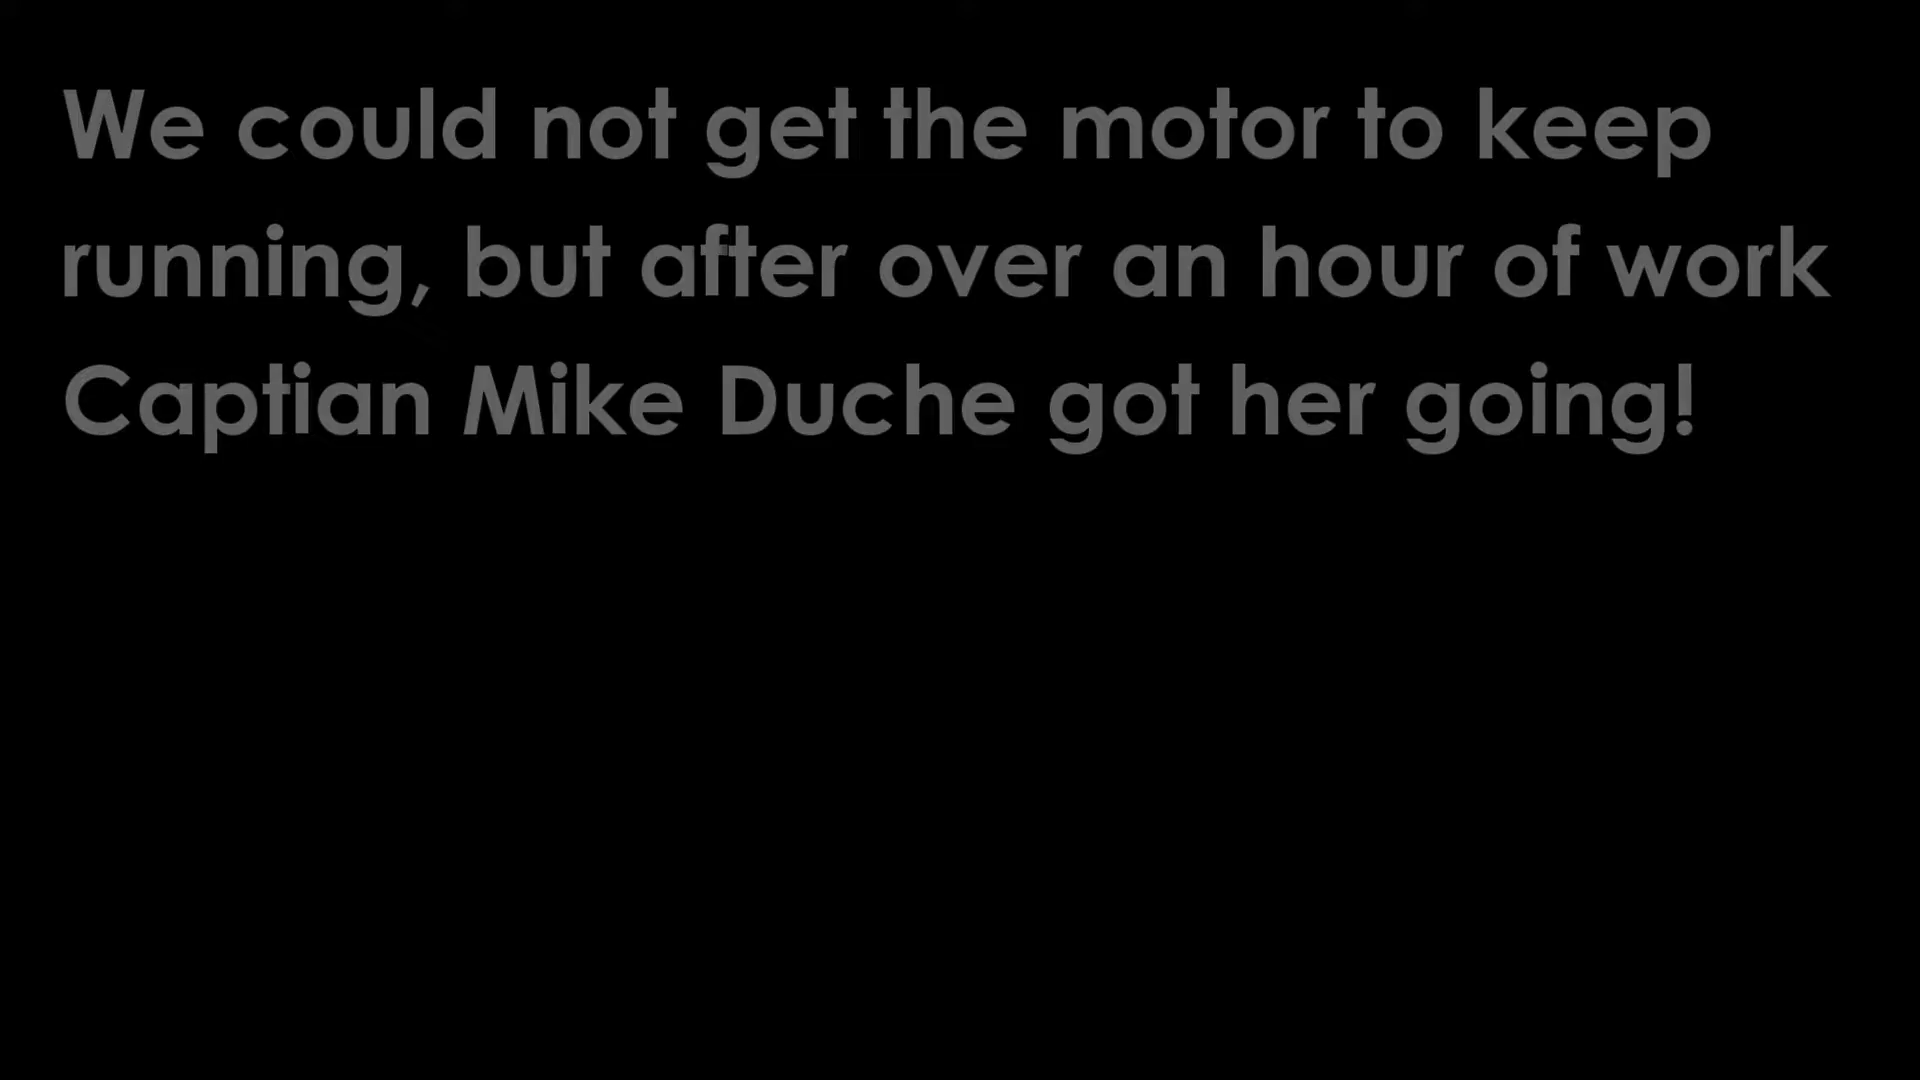 We could not get the motor to keep
running, but after over an hour of work
Captian Mike Duche got her going!